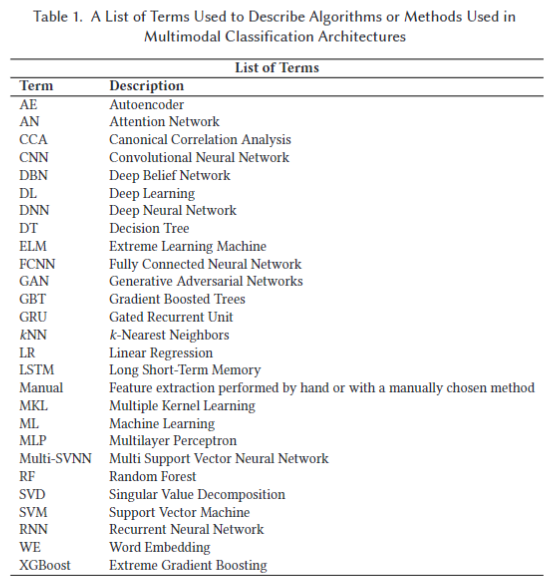 Table 1. A List of Terms Used to Describe Algorithms or Methods Used in
Multimodal Classification Architectures
List of Terms
Term Description
AE Autoencoder
AN Attention Network
CCA Canonical Correlation Analysis
CNN Convolutional Neural Network
DBN Deep Belief Network
DL Deep Learning
DNN Deep Neural Network
DT Decision Tree
ELM Extreme Learning Machine
FCNN Fully Connected Neural Network
GAN Generative Adversarial Networks
GBT Gradient Boosted Trees
GRU Gated Recurrent Unit
kNN k-Nearest Neighbors
LR Linear Regression
LSTM Long Short-Term Memory
Manual Feature extraction performed by hand or with a manually chosen method
MKL Multiple Kernel Learning
ML Machine Learning
MLP Multilayer Perceptron
Multi-SVNN Multi Support Vector Neural Network
RF Random Forest
SVD Singular Value Decomposition
SVM Support Vector Machine
RNN Recurrent Neural Network
WE Word Embedding
XGBoost Extreme Gradient Boosting